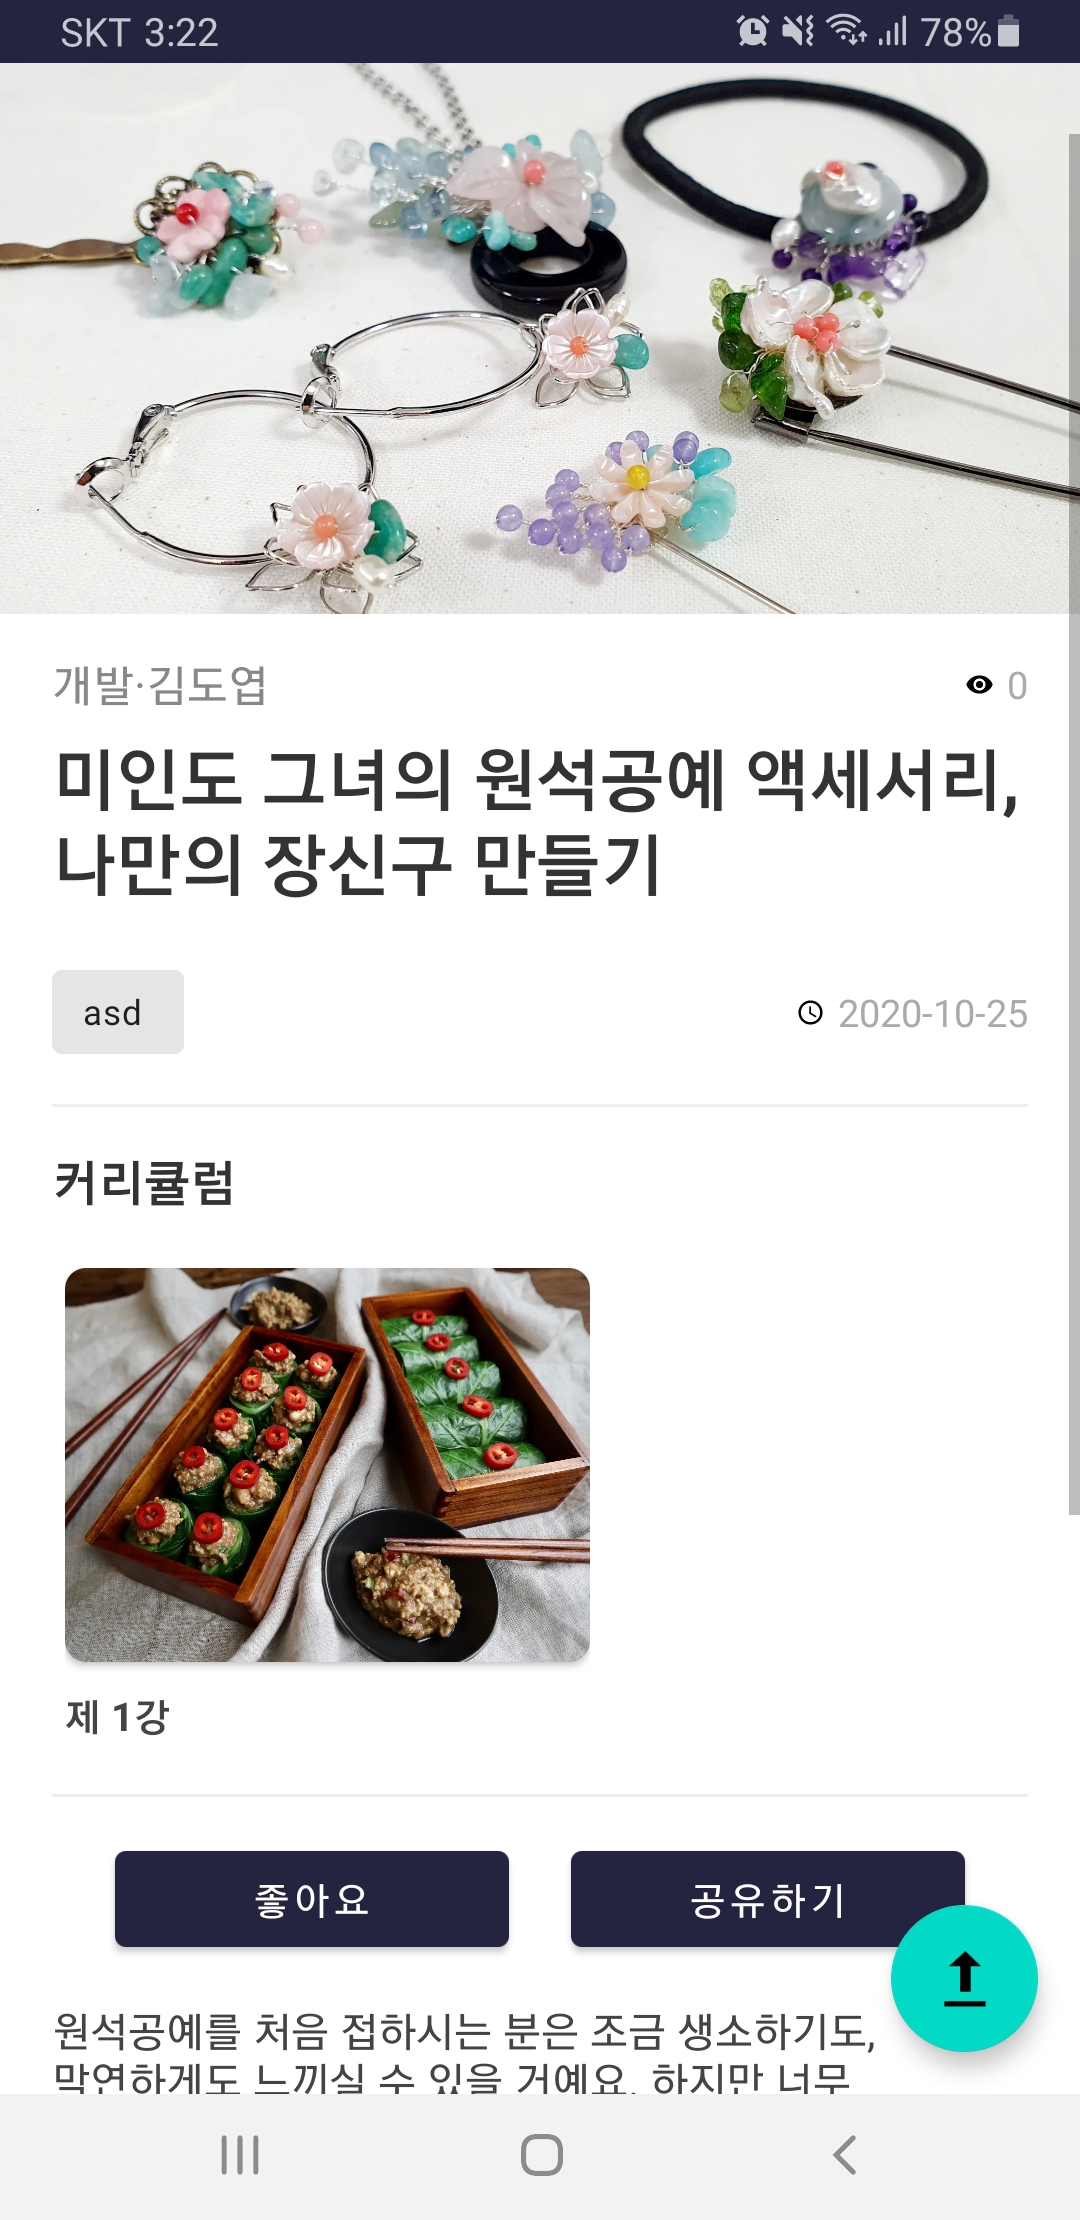 SKT 3:22
78%
개발·김도엽
0
미인도 그녀의 원석공예 액세서리,
나만의 장신구 만들기
asd
2020-10-25
커리큘럼
제 1강
좋아요
공유하기
원석공예를 처음 접하시는 분은 조금 생소하기도,
막연하게도 느끼실 수 있을 거예요. 하지만 너무